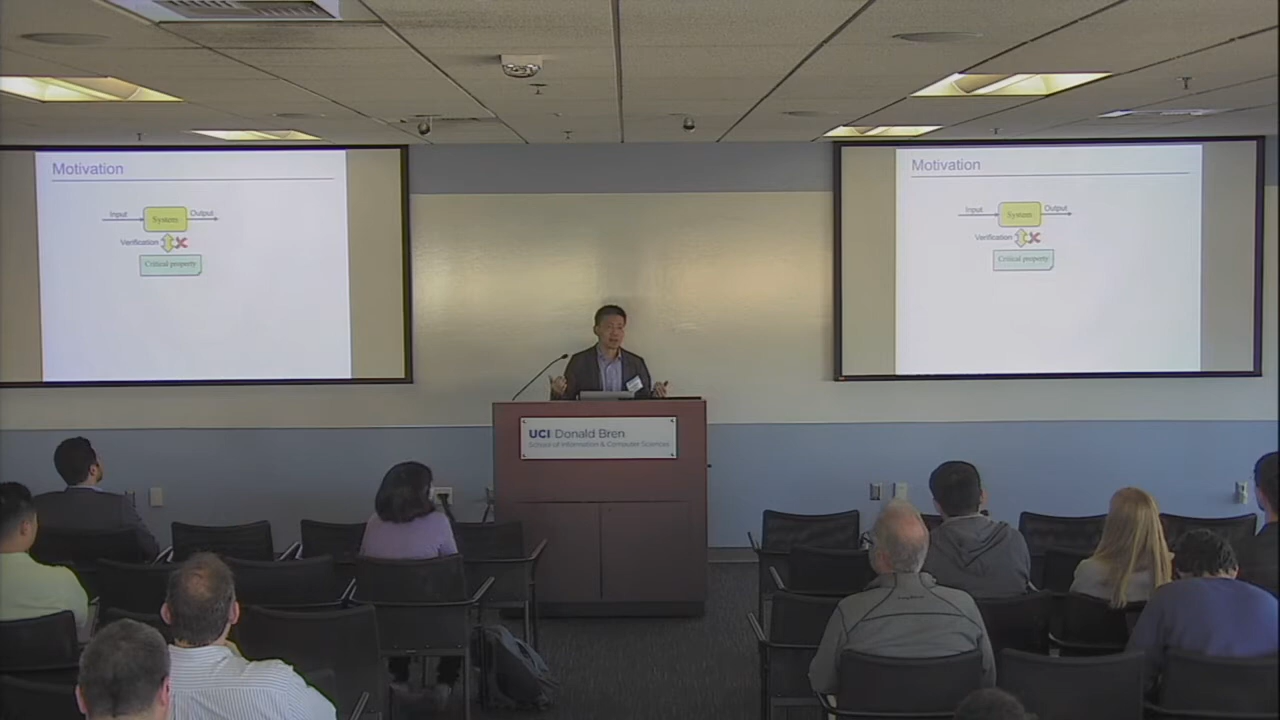 Motivation
Input
System
Output
Verification
Critical property
UCI Donald Bren
School of Information & Computer Sciences
Motivation
Input
System
Output
Verification
Critical property